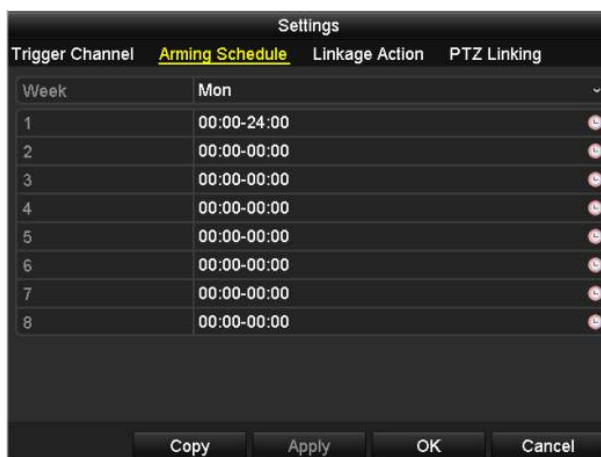 Settings
Trigger Channel Arming Schedule Linkage Action PTZ Linking
Week Mon
1 00:00-24:00
2 00:00-00:00
3 00:00-00:00
4 00:00-00:00
5 00:00-00:00
6 00:00-00:00
7 00:00-00:00
8 00:00-00:00
Copy Apply OK Cancel